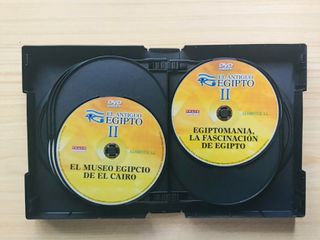 DVD
EL ANTIGUO
EGIPTO
II
EL MUSEO EGIPCIO
DE EL CAIRO
DVD
EL ANTIGUO
EGIPTO
II
EGIPTOMANIA,
LA FASCINACIÓN
DE EGIPTO